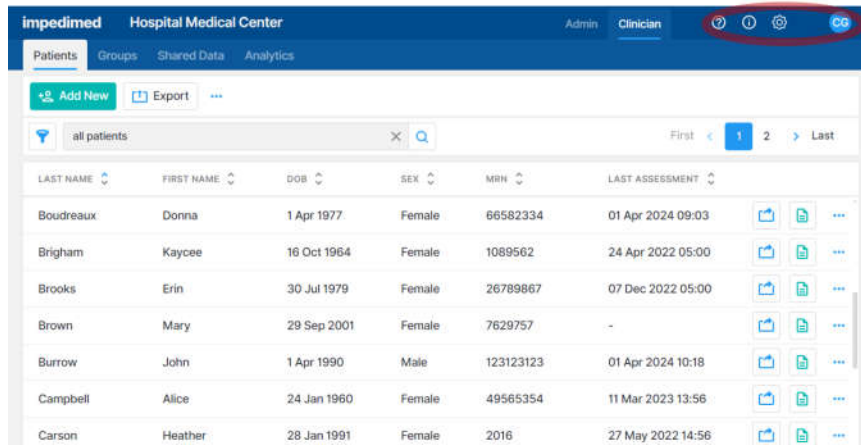 impedimed Hospital Medical Center Admin Clinician CG
Patients Groups Shared Data Analytics
Add New Export
all patients First 1 2 Last
LAST NAME FIRST NAME DOB SEX MRN LAST ASSESSMENT
Boudreaux Donna 1 Apr 1977 Female 66582334 01 Apr 2024 09:03
Brigham Kaycee 16 Oct 1964 Female 1089562 24 Apr 2022 05:00
Brooks Erin 30 Jul 1979 Female 26789867 07 Dec 2022 05:00
Brown Mary 29 Sep 2001 Female 7629757 -
Burrow John 1 Apr 1990 Male 123123123 01 Apr 2024 10:18
Campbell Alice 24 Jan 1960 Female 49565354 11 Mar 2023 13:56
Carson Heather 28 Jan 1991 Female 2016 27 May 2022 14:56